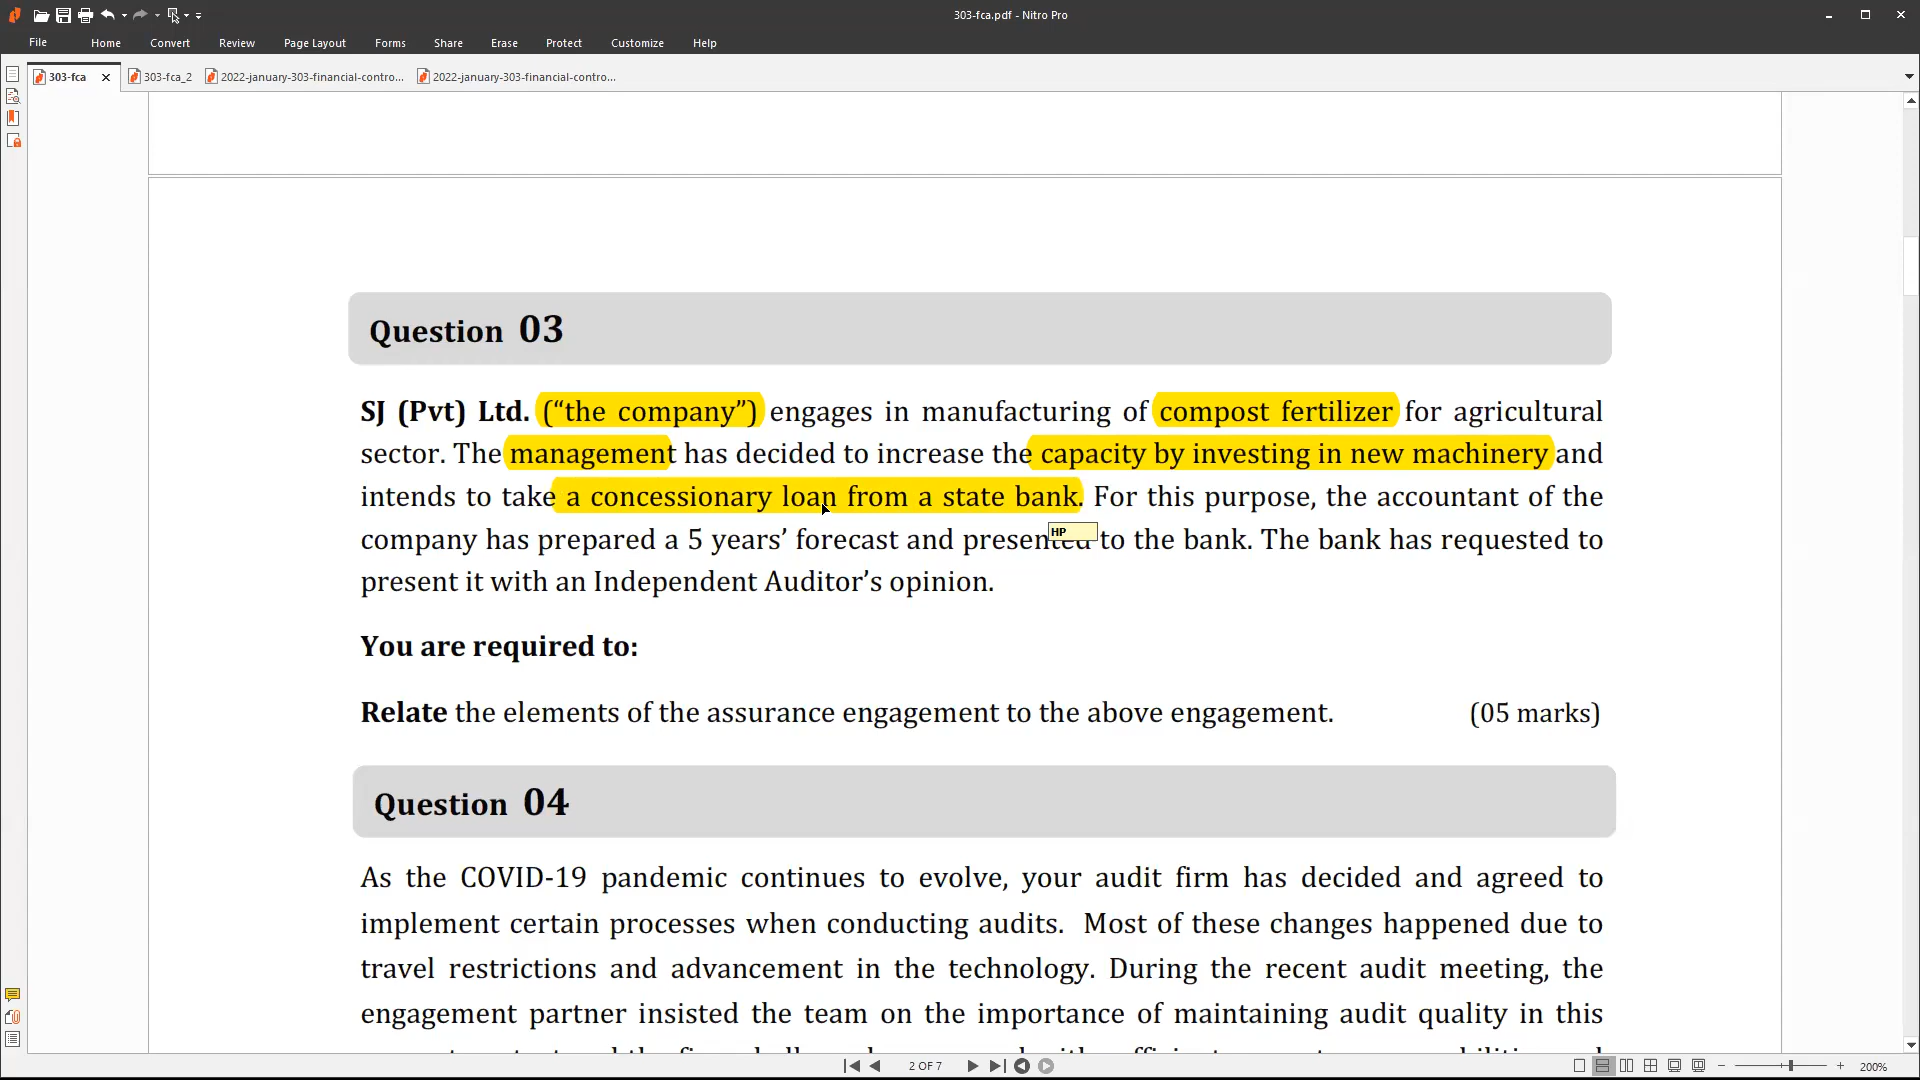 303-fca.pdf - Nitro Pro
File Home Convert Review Page Layout Forms Share Erase Protect Customize Help
303-fca 303-fca_2 2022-january-303-financial-contro... 2022-january-303-financial-contro...
Question 03
SJ (Pvt) Ltd. (“the company”) engages in manufacturing of compost fertilizer for agricultural
sector. The management has decided to increase the capacity by investing in new machinery and
intends to take a concessionary loan from a state bank. For this purpose, the accountant of the
HP
company has prepared a 5 years’ forecast and presented to the bank. The bank has requested to
present it with an Independent Auditor’s opinion.
You are required to:
Relate the elements of the assurance engagement to the above engagement. (05 marks)
Question 04
As the COVID-19 pandemic continues to evolve, your audit firm has decided and agreed to
implement certain processes when conducting audits. Most of these changes happened due to
travel restrictions and advancement in the technology. During the recent audit meeting, the
engagement partner insisted the team on the importance of maintaining audit quality in this
2 OF 7 200%